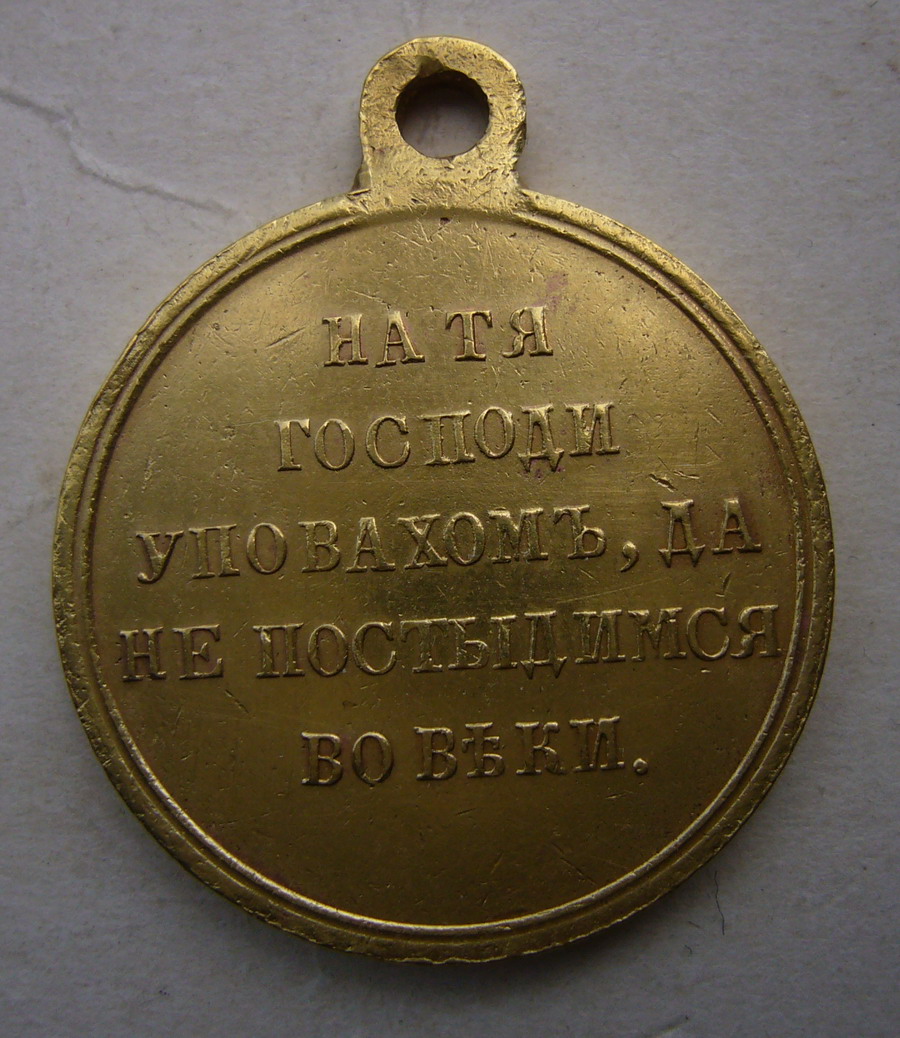 НА ТЯ
ГОСПОДИ
УПОВАХОМЪ, ДА
НЕ ПОСТЫДИМСЯ
ВО ВѢКИ.